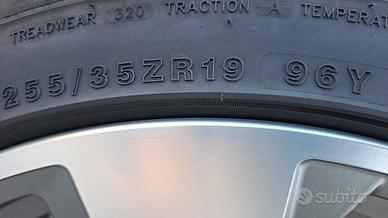 TREADWEAR 320 TRACTION A TEMPERAT
255/35ZR19 96Y
subito